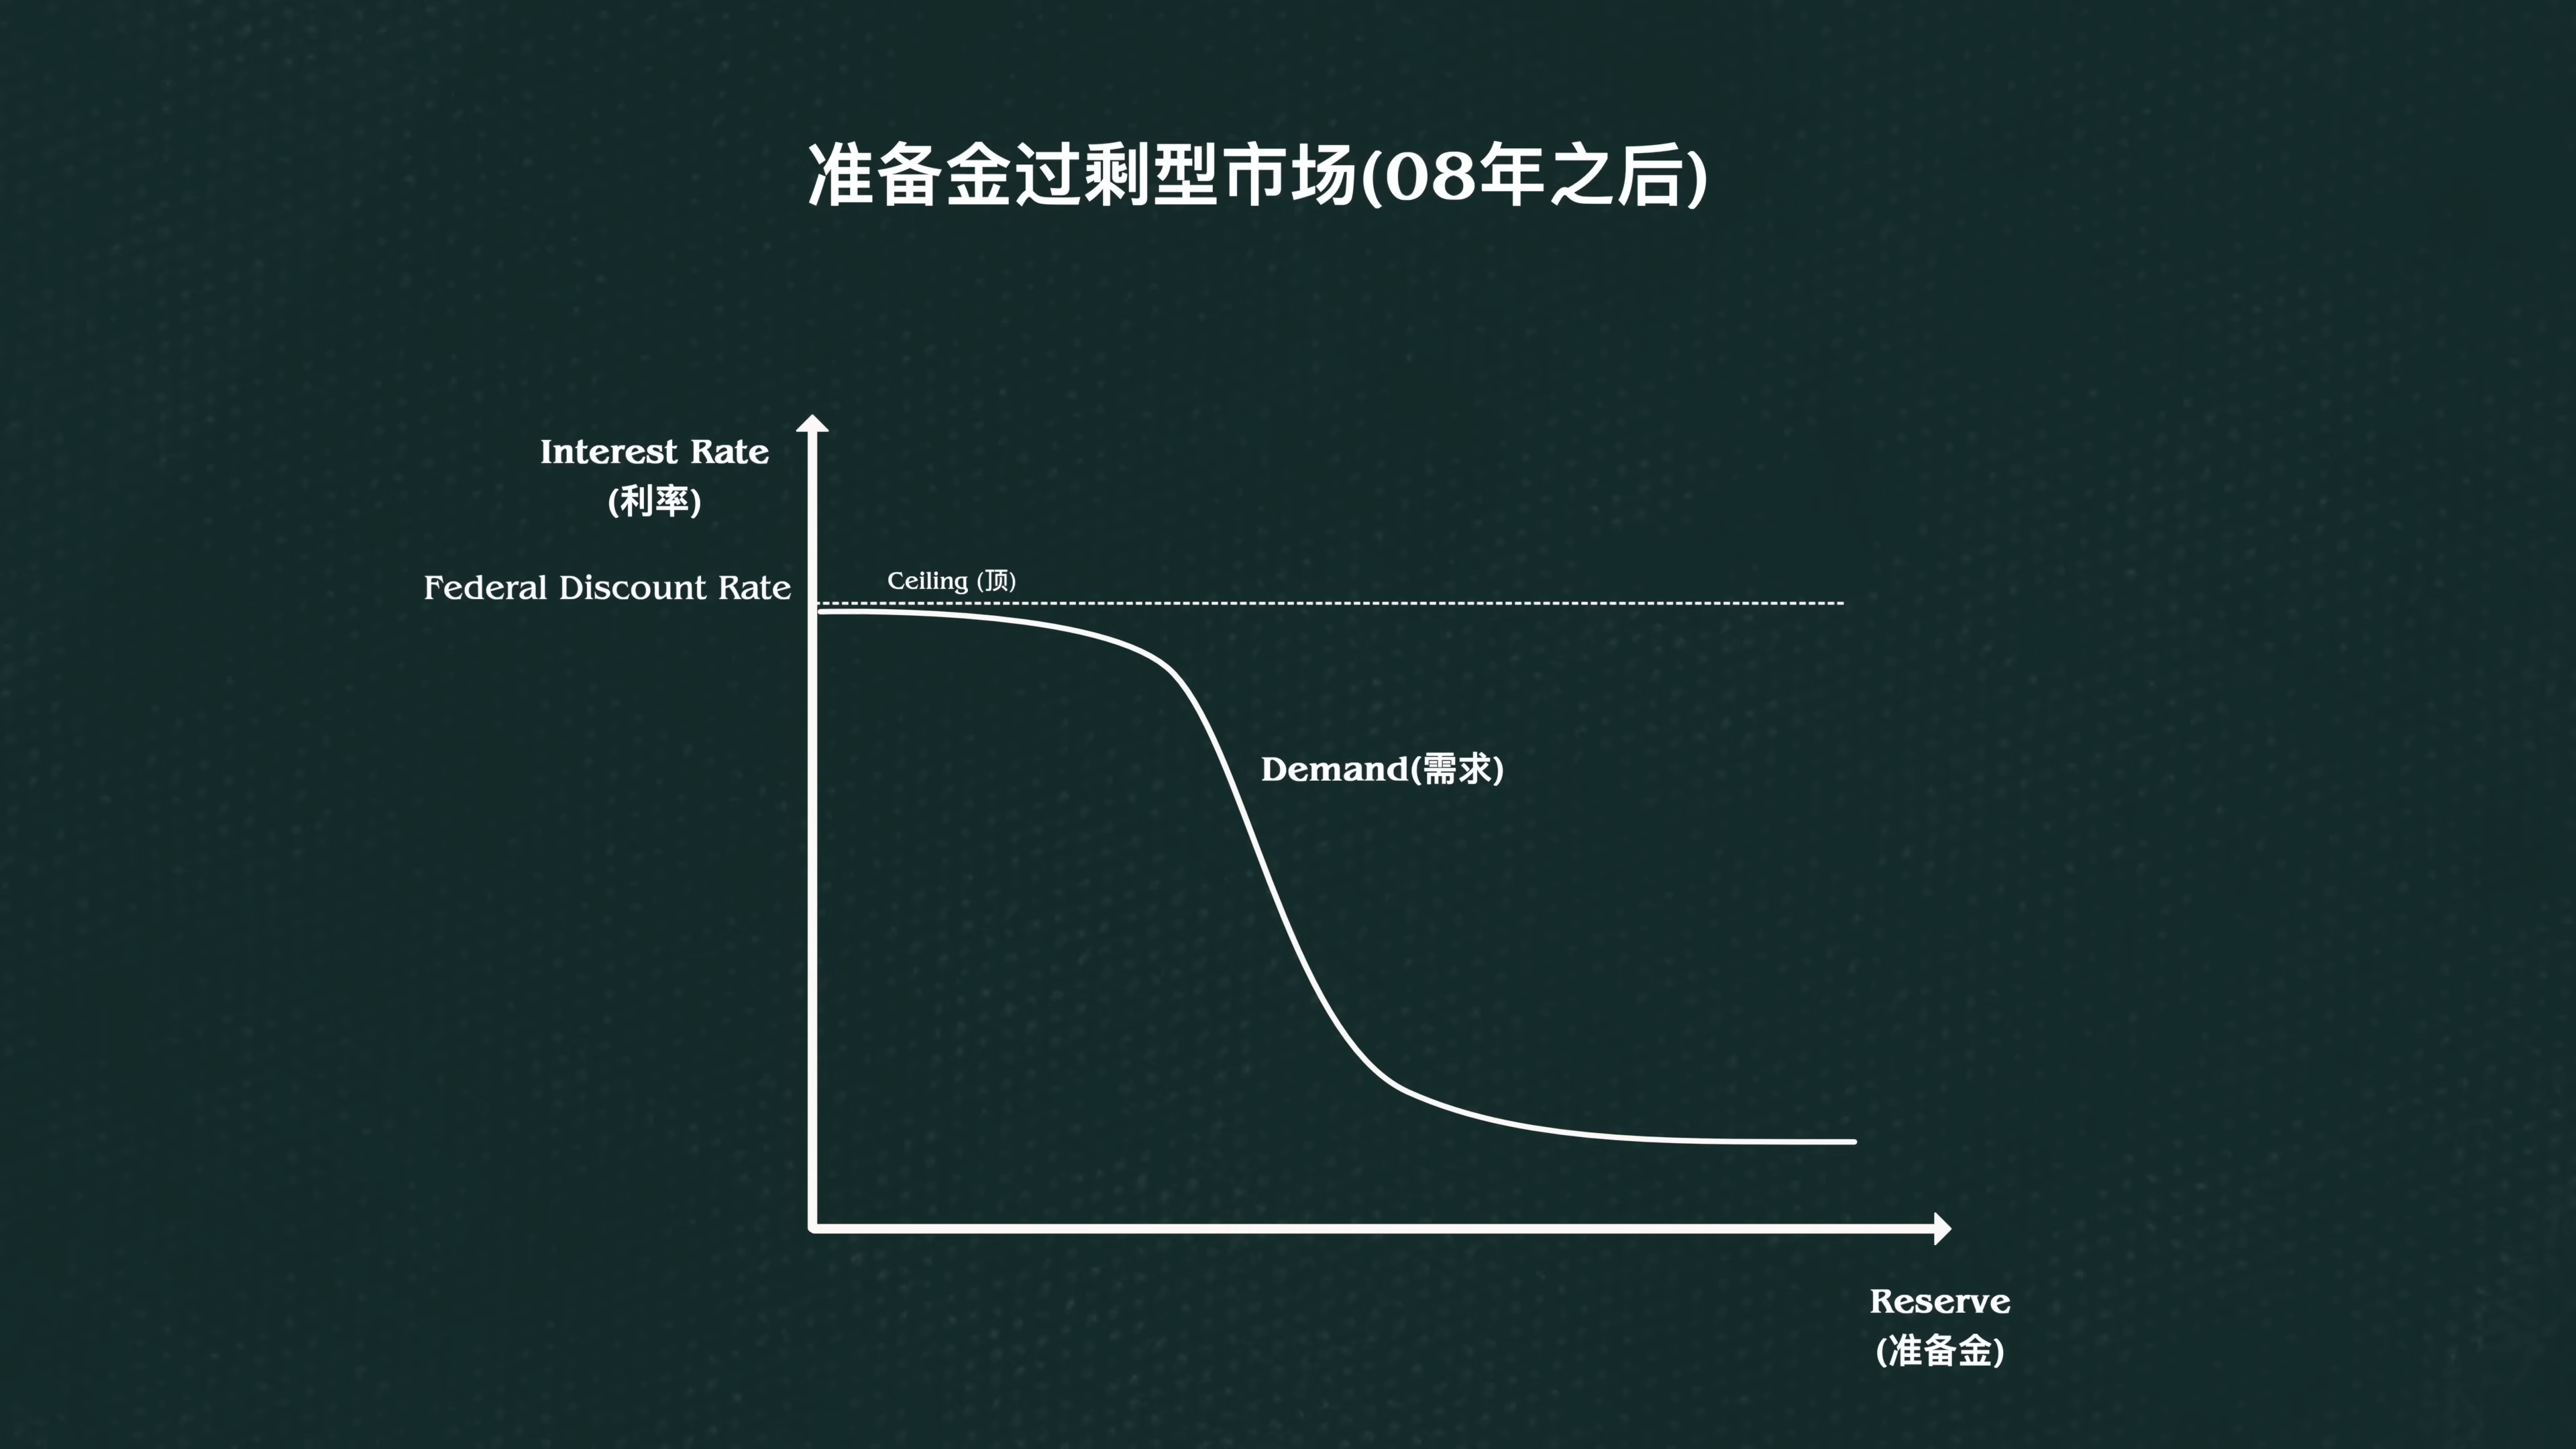 准备金过剩型市场(08年之后)
Interest Rate
(利率)
Federal Discount Rate
Ceiling (顶)
Demand(需求)
Reserve
(准备金)